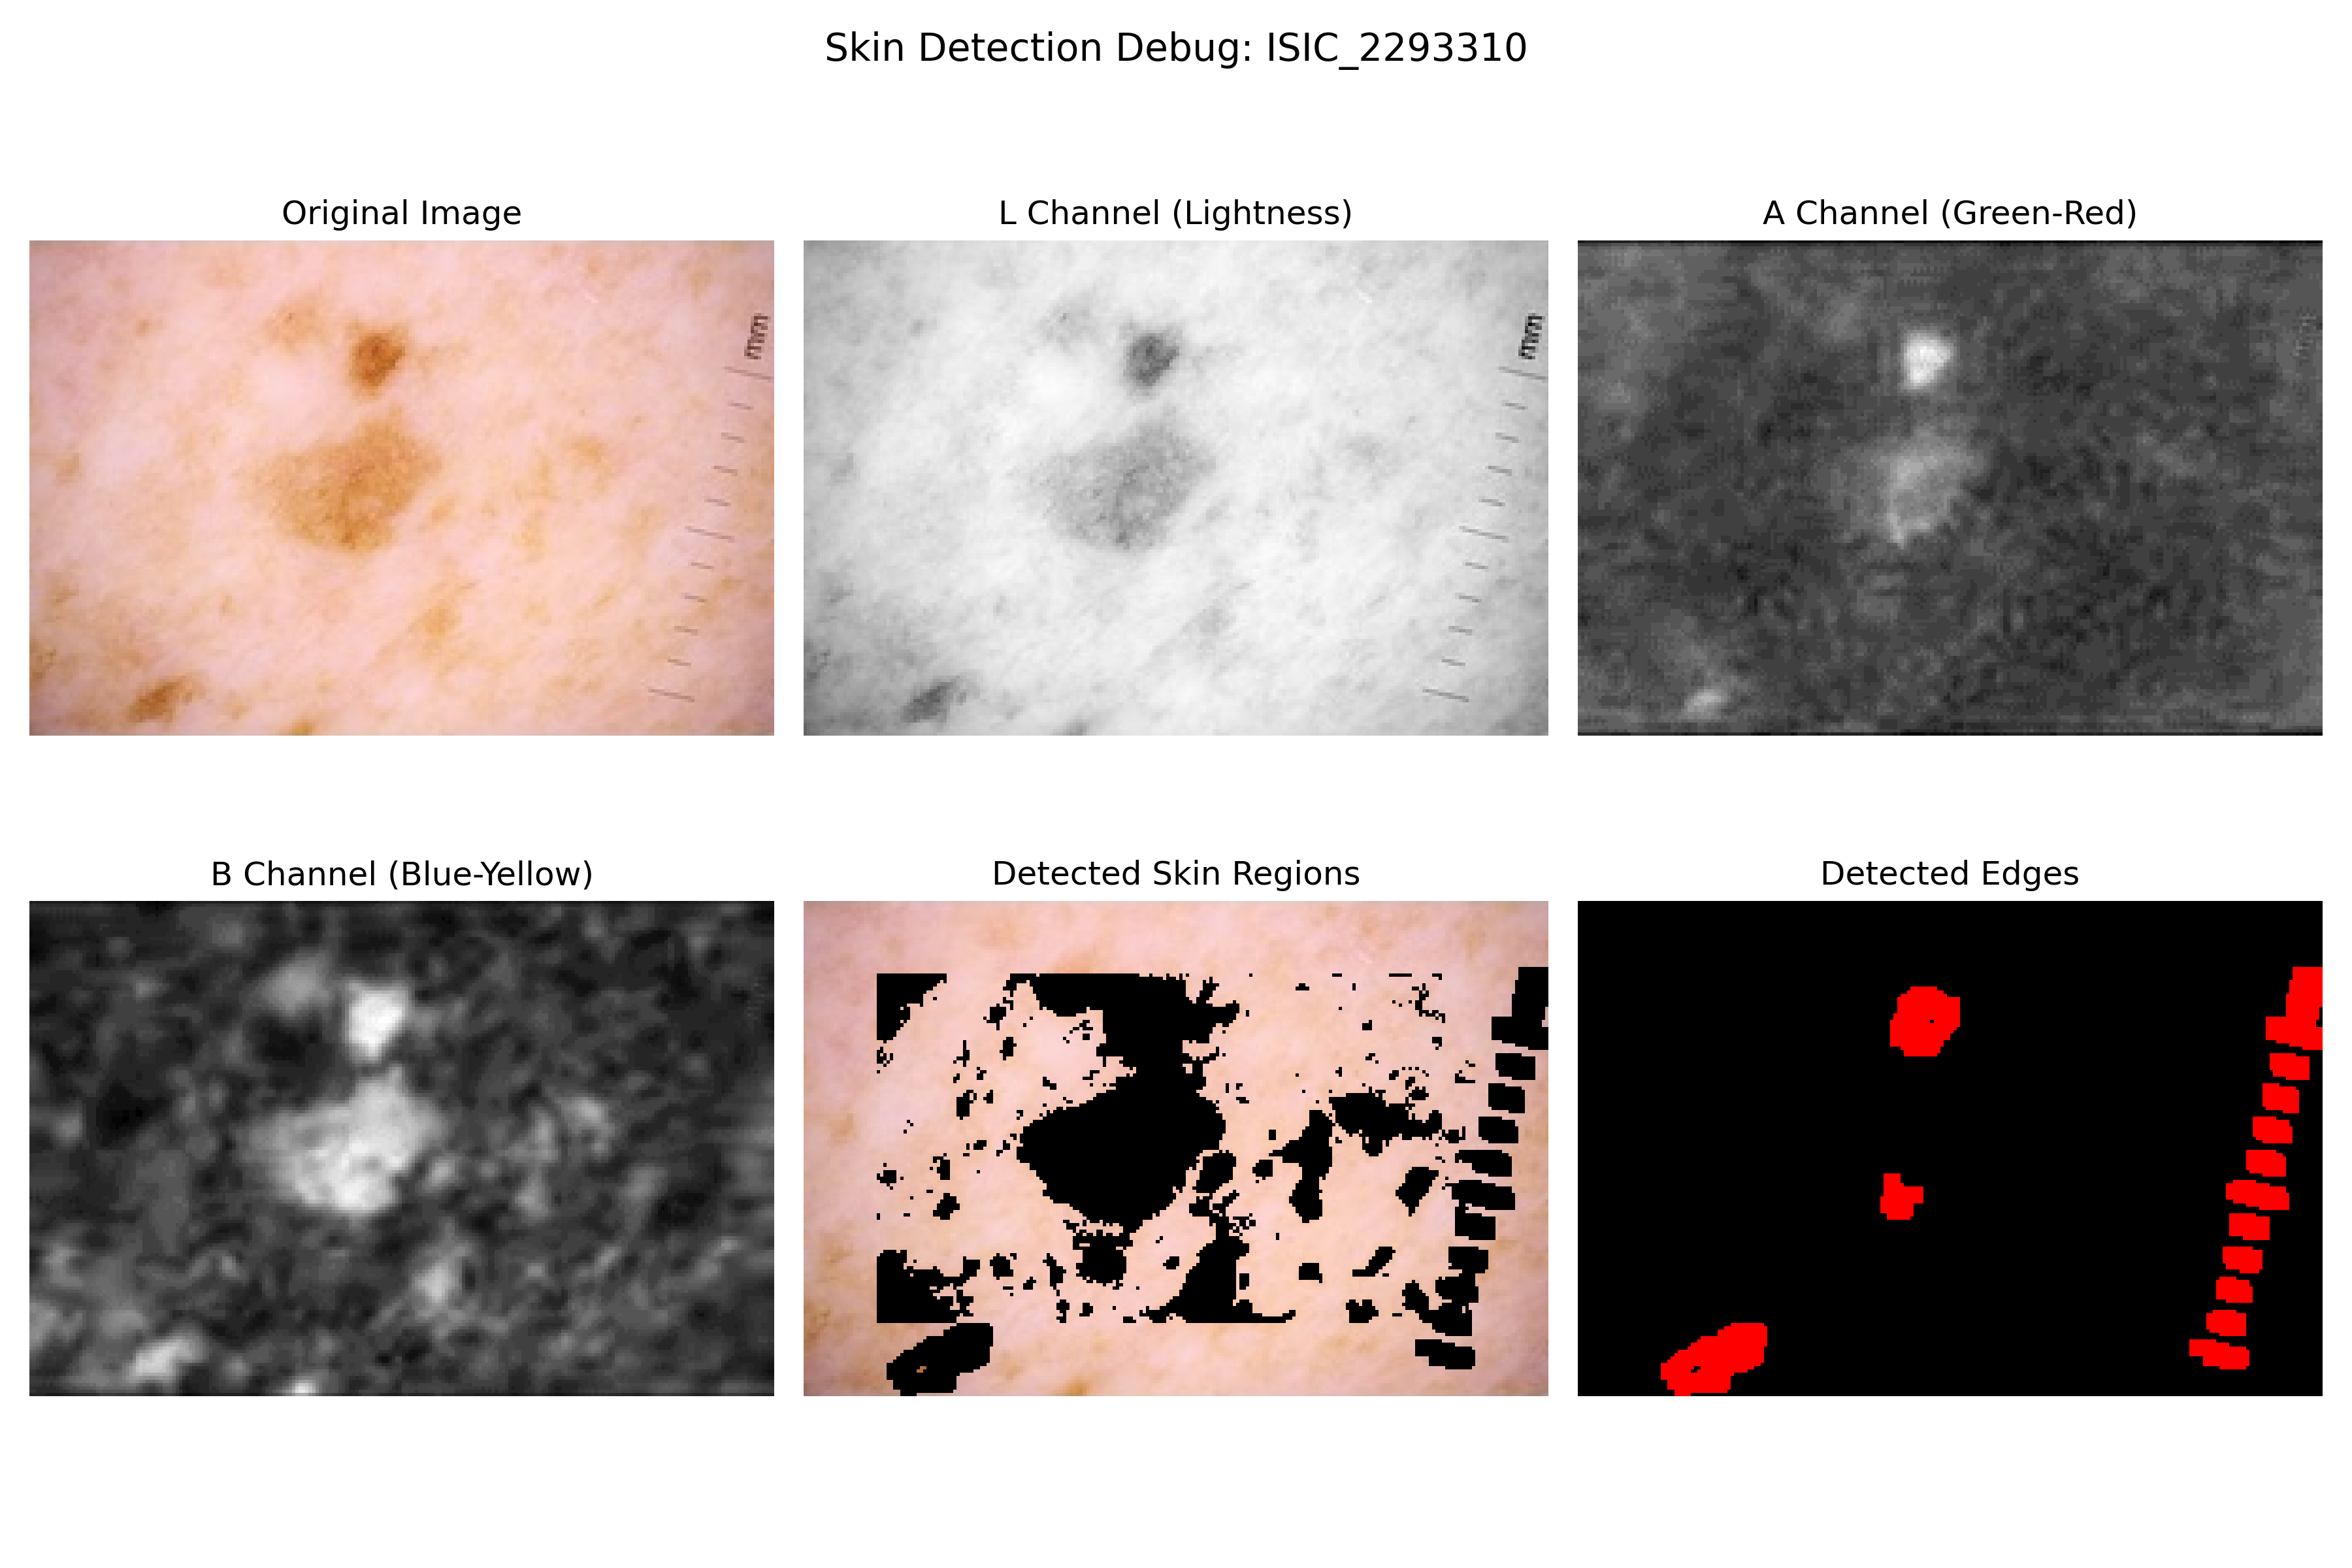 Skin Detection Debug: ISIC_2293310
Original Image
L Channel (Lightness)
A Channel (Green-Red)
mm
mm
B Channel (Blue-Yellow)
Detected Skin Regions
Detected Edges